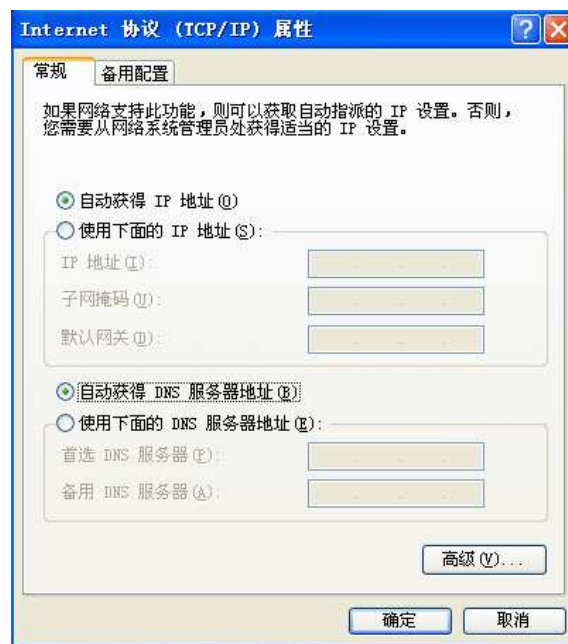 Internet 协议 (TCP/IP) 属性
常规 备用配置
如果网络支持此功能，则可以获取自动指派的 IP 设置。否则，
您需要从网络系统管理员处获得适当的 IP 设置。
自动获得 IP 地址(O)
使用下面的 IP 地址(S):
IP 地址(I):
子网掩码(U):
默认网关(D):
自动获得 DNS 服务器地址(B)
使用下面的 DNS 服务器地址(E):
首选 DNS 服务器(P):
备用 DNS 服务器(A):
高级(V)...
确定 取消